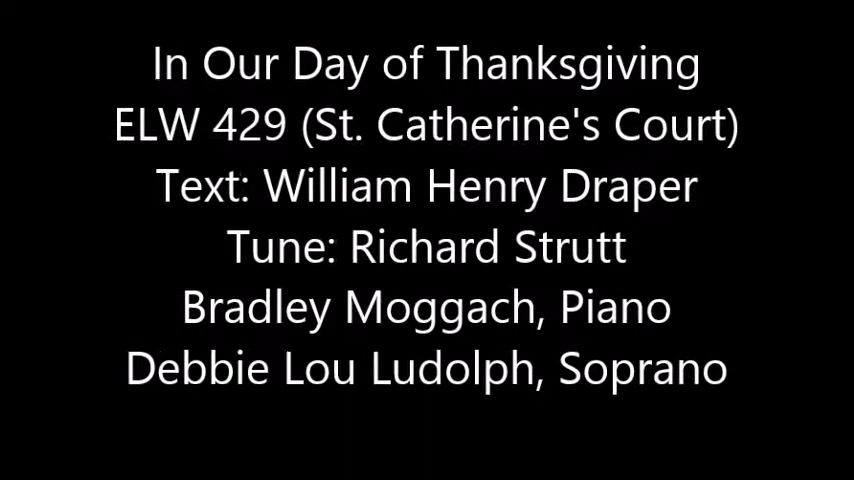 In Our Day of Thanksgiving
ELW 429 (St. Catherine's Court)
Text: William Henry Draper
Tune: Richard Strutt
Bradley Moggach, Piano
Debbie Lou Ludolph, Soprano